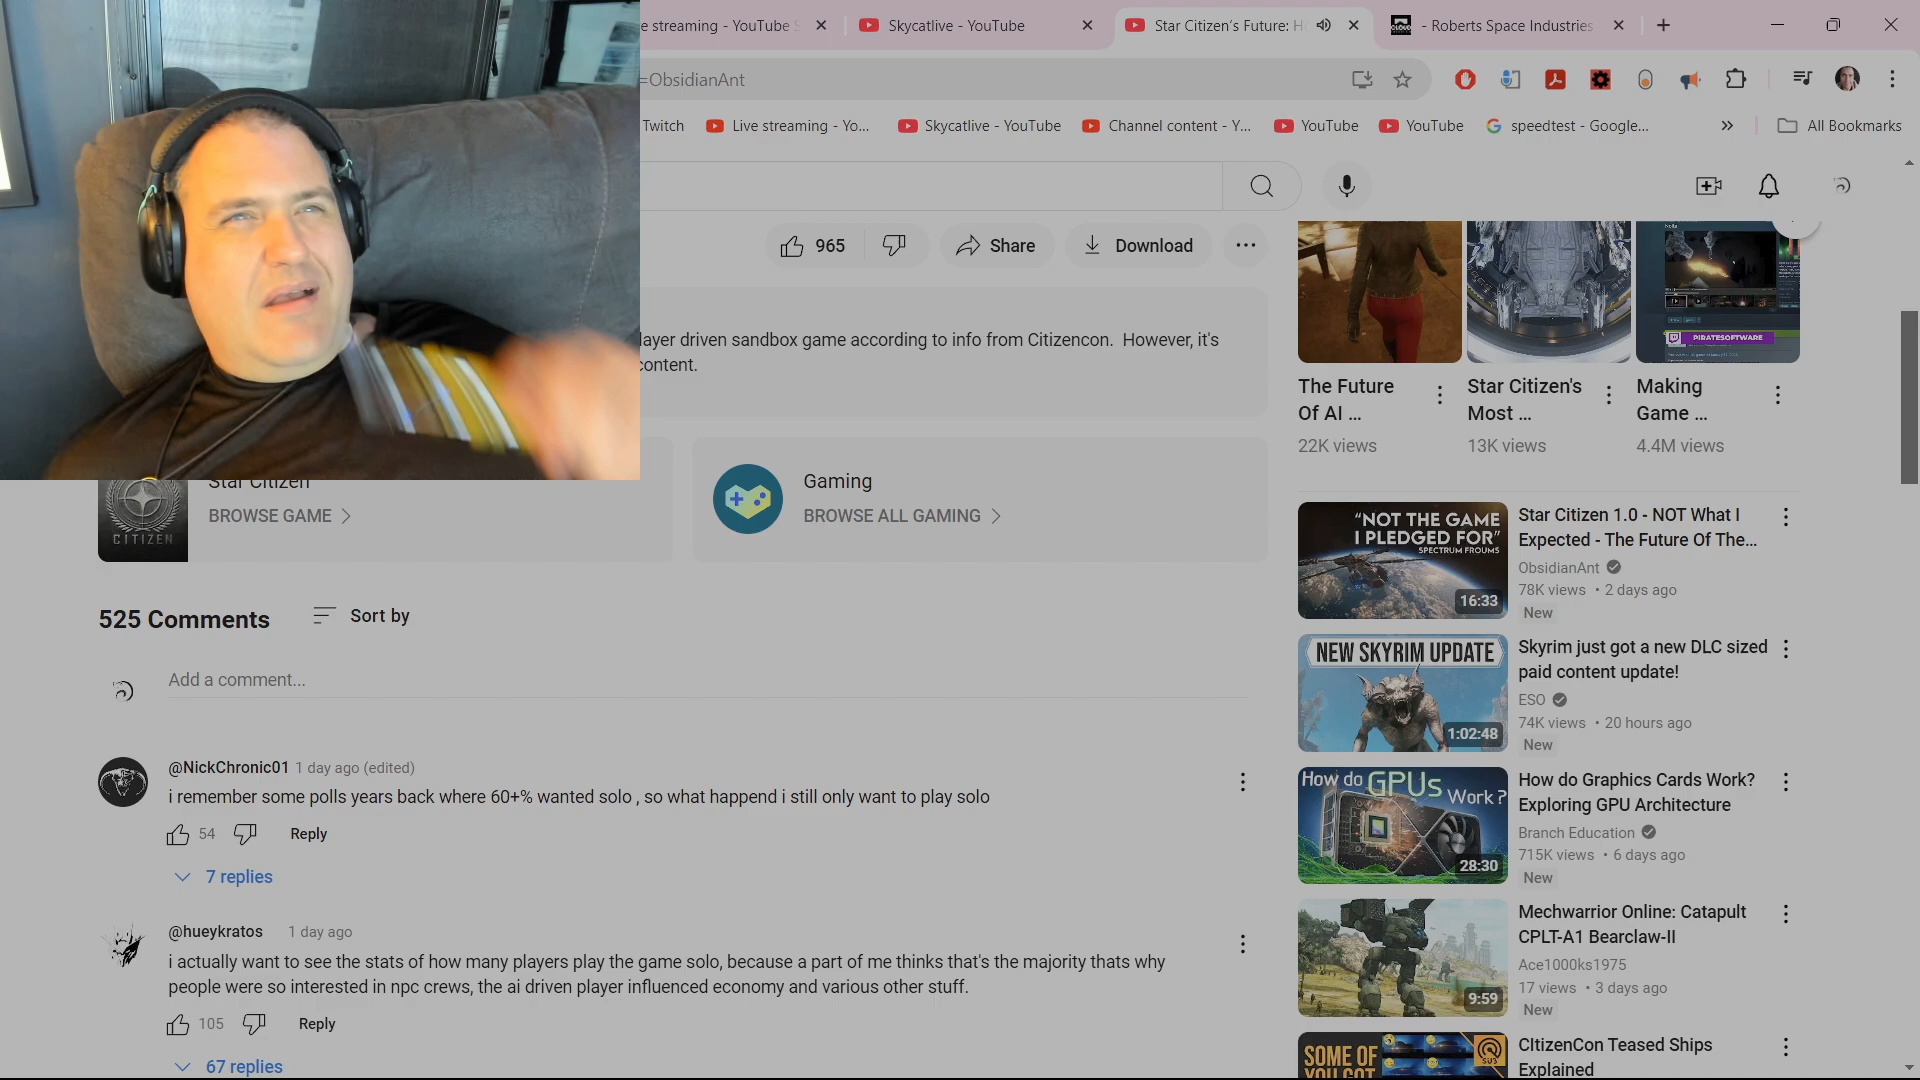 e streaming - YouTube S
Skycatlive - YouTube
Star Citizen's Future: H
- Roberts Space Industries
=ObsidianAnt
Twitch
Live streaming - Yo...
Skycatlive - YouTube
Channel content - Y...
YouTube
YouTube
speedtest - Google...
All Bookmarks
965
Share
Download
layer driven sandbox game according to info from Citizencon. However, it's
content.
PIRATESOFTWARE
The Future
Of AI ...
22K views
Star Citizen's
Most ...
13K views
Making
Game ...
4.4M views
CITIZEN
Star Citizen
BROWSE GAME
Gaming
BROWSE ALL GAMING
525 Comments
Sort by
Add a comment...
@NickChronic01 1 day ago (edited)
i remember some polls years back where 60+% wanted solo , so what happend i still only want to play solo
54
Reply
7 replies
@hueykratos 1 day ago
i actually want to see the stats of how many players play the game solo, because a part of me thinks that's the majority thats why
people were so interested in npc crews, the ai driven player influenced economy and various other stuff.
105
Reply
67 replies
"NOT THE GAME
I PLEDGED FOR"
SPECTRUM FROUMS
16:33
Star Citizen 1.0 - NOT What I
Expected - The Future Of The...
ObsidianAnt
78K views • 2 days ago
New
NEW SKYRIM UPDATE
1:02:48
Skyrim just got a new DLC sized
paid content update!
ESO
74K views • 20 hours ago
New
How do GPUs
Work?
28:30
How do Graphics Cards Work?
Exploring GPU Architecture
Branch Education
715K views • 6 days ago
New
9:59
Mechwarrior Online: Catapult
CPLT-A1 Bearclaw-II
Ace1000ks1975
17 views • 3 days ago
New
SOME OF
YOU GOT
SUB
CItizenCon Teased Ships
Explained